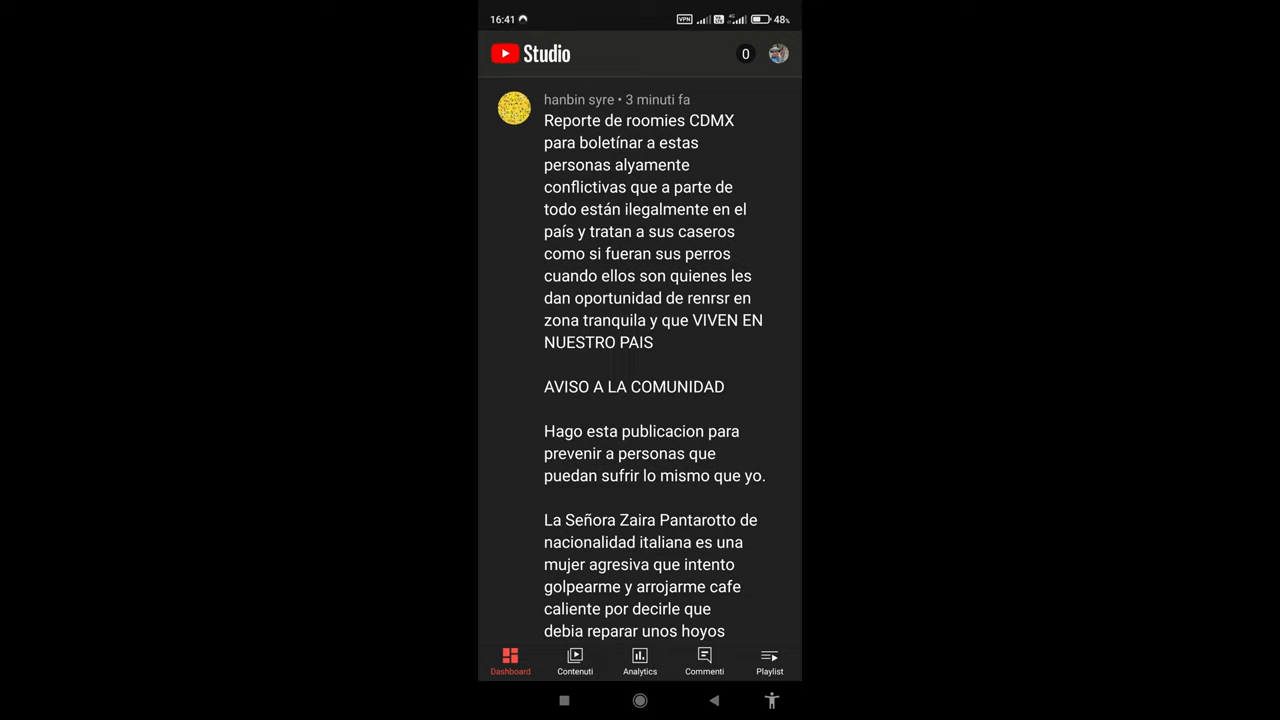 16:41 VPN 4G 48%
Studio 0
hanbin syre • 3 minuti fa
Reporte de roomies CDMX
para boletínar a estas
personas alyamente
conflictivas que a parte de
todo están ilegalmente en el
país y tratan a sus caseros
como si fueran sus perros
cuando ellos son quienes les
dan oportunidad de renrsr en
zona tranquila y que VIVEN EN
NUESTRO PAIS
AVISO A LA COMUNIDAD
Hago esta publicacion para
prevenir a personas que
puedan sufrir lo mismo que yo.
La Señora Zaira Pantarotto de
nacionalidad italiana es una
mujer agresiva que intento
golpearme y arrojarme cafe
caliente por decirle que
debia reparar unos hoyos
Dashboard Contenuti Analytics Commenti Playlist